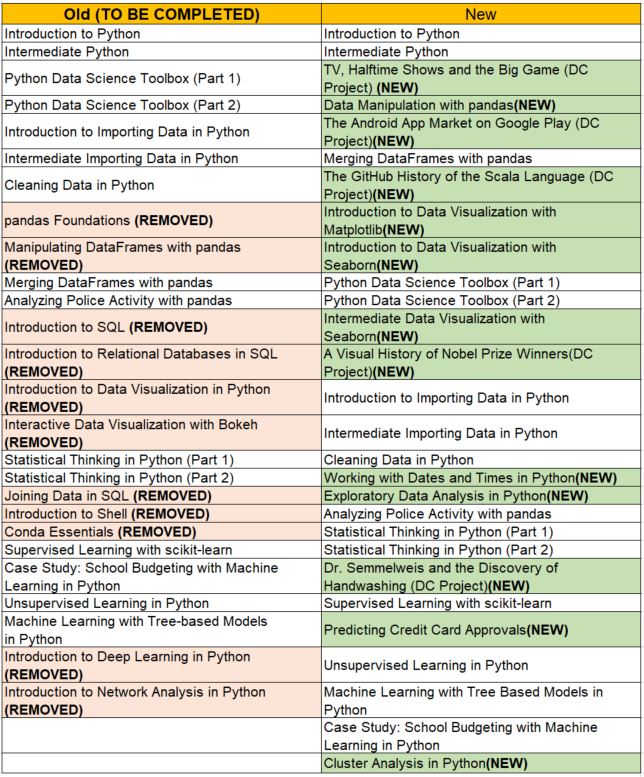 Old (TO BE COMPLETED) New
Introduction to Python Introduction to Python
Intermediate Python Intermediate Python
Python Data Science Toolbox (Part 1) TV, Halftime Shows and the Big Game (DC
Project) (NEW)
Python Data Science Toolbox (Part 2) Data Manipulation with pandas(NEW)
Introduction to Importing Data in Python The Android App Market on Google Play (DC
Project)(NEW)
Intermediate Importing Data in Python Merging DataFrames with pandas
Cleaning Data in Python The GitHub History of the Scala Language (DC
Project)(NEW)
pandas Foundations (REMOVED) Introduction to Data Visualization with
Matplotlib(NEW)
Manipulating DataFrames with pandas Introduction to Data Visualization with
(REMOVED) Seaborn(NEW)
Merging DataFrames with pandas Python Data Science Toolbox (Part 1)
Analyzing Police Activity with pandas Python Data Science Toolbox (Part 2)
Introduction to SQL (REMOVED) Intermediate Data Visualization with
Seaborn(NEW)
Introduction to Relational Databases in SQL A Visual History of Nobel Prize Winners(DC
(REMOVED) Project)(NEW)
Introduction to Data Visualization in Python Introduction to Importing Data in Python
(REMOVED)
Interactive Data Visualization with Bokeh Intermediate Importing Data in Python
(REMOVED)
Statistical Thinking in Python (Part 1) Cleaning Data in Python
Statistical Thinking in Python (Part 2) Working with Dates and Times in Python(NEW)
Joining Data in SQL (REMOVED) Exploratory Data Analysis in Python(NEW)
Introduction to Shell (REMOVED) Analyzing Police Activity with pandas
Conda Essentials (REMOVED) Statistical Thinking in Python (Part 1)
Supervised Learning with scikit-learn Statistical Thinking in Python (Part 2)
Case Study: School Budgeting with Machine Dr. Semmelweis and the Discovery of
Learning in Python Handwashing (DC Project)(NEW)
Unsupervised Learning in Python Supervised Learning with scikit-learn
Machine Learning with Tree-based Models Predicting Credit Card Approvals(NEW)
in Python
Introduction to Deep Learning in Python Unsupervised Learning in Python
(REMOVED)
Introduction to Network Analysis in Python Machine Learning with Tree Based Models in
(REMOVED) Python
Case Study: School Budgeting with Machine
Learning in Python
Cluster Analysis in Python(NEW)